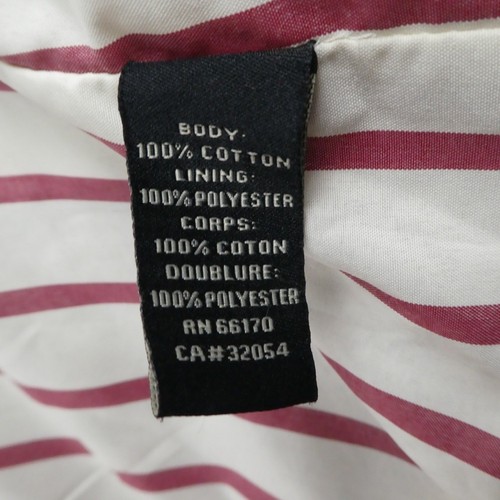 BODY:
100% COTTON
LINING:
100% POLYESTER
CORPS:
100% COTON
DOUBLURE:
100% POLYESTER
RN 66170
CA#32054